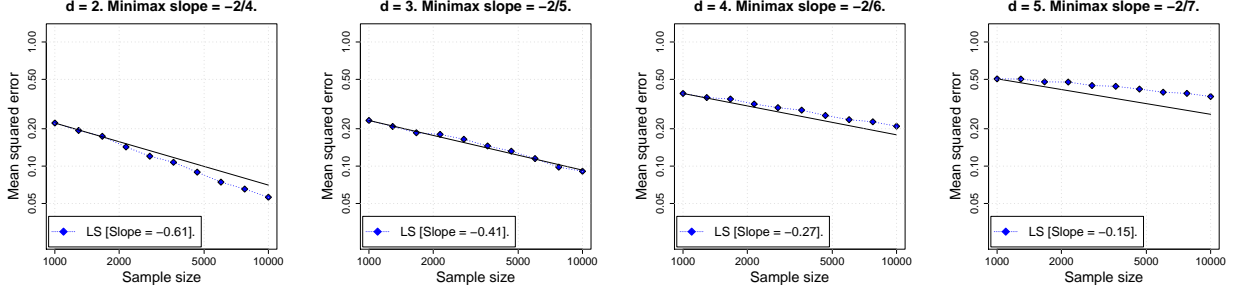 d = 2. Minimax slope = −2/4.
Mean squared error
1.00
0.50
0.20
0.10
0.05
LS [Slope = −0.61].
1000
2000
5000
10000
Sample size
d = 3. Minimax slope = −2/5.
Mean squared error
1.00
0.50
0.20
0.10
0.05
LS [Slope = −0.41].
1000
2000
5000
10000
Sample size
d = 4. Minimax slope = −2/6.
Mean squared error
1.00
0.50
0.20
0.10
0.05
LS [Slope = −0.27].
1000
2000
5000
10000
Sample size
d = 5. Minimax slope = −2/7.
Mean squared error
1.00
0.50
0.20
0.10
0.05
LS [Slope = −0.15].
1000
2000
5000
10000
Sample size